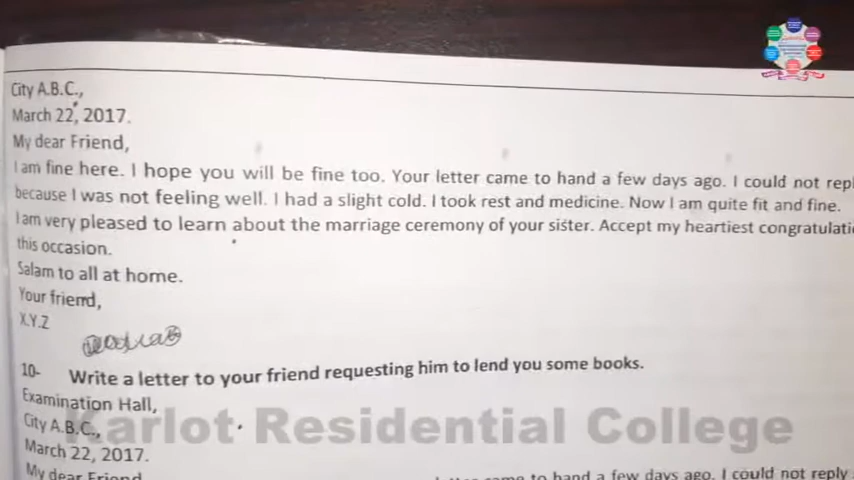 City A.B.C.,
March 22, 2017.
My dear Friend,
I am fine here. I hope you will be fine too. Your letter came to hand a few days ago. I could not repl
because I was not feeling well. I had a slight cold. I took rest and medicine. Now I am quite fit and fine.
I am very pleased to learn about the marriage ceremony of your sister. Accept my heartiest congratulati
this occasion.
Salam to all at home.
Your friend,
X.Y.Z
10- Write a letter to your friend requesting him to lend you some books.
Examination Hall,
Karlot Residential College
City A.B.C.,
March 22, 2017.
My dear Friend
came to hand a few days ago. I could not reply